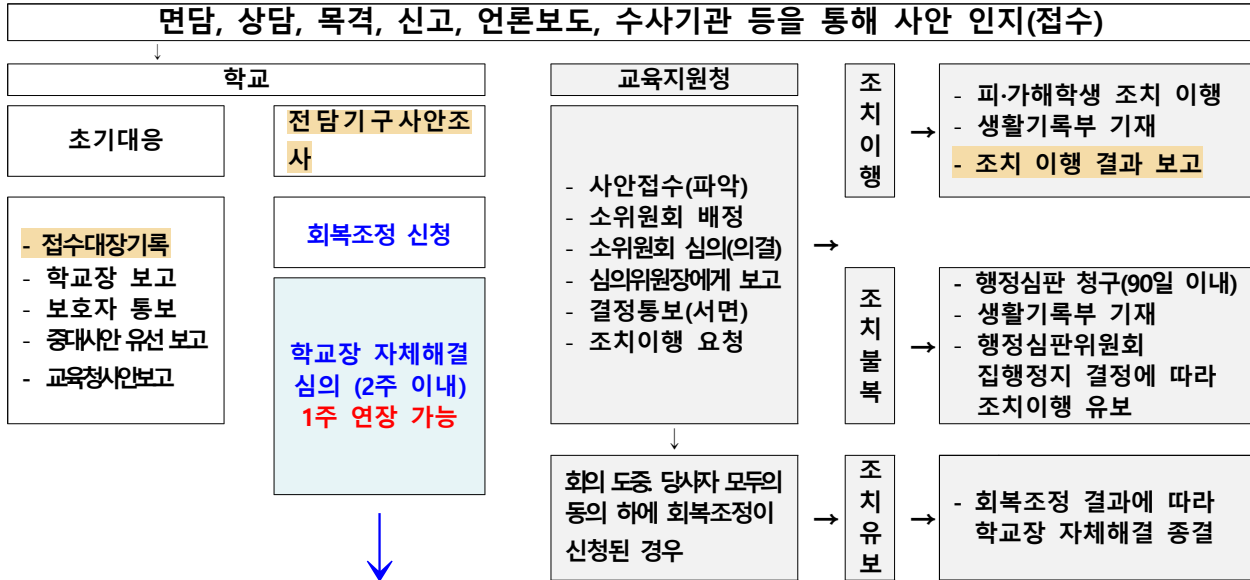 면담, 상담, 목격, 신고, 언론보도, 수사기관 등을 통해 사안 인지(접수)
↓
학교
초기대응
- 접수대장기록
- 학교장 보고
- 보호자 통보
- 중대사안 유선 보고
- 교육청사안보고
전담기구사안조
사
회복조정 신청
학교장 자체해결
심의 (2주 이내)
1주 연장 가능
↓
교육지원청
- 사안접수(파악)
- 소위원회 배정
- 소위원회 심의(의결)
- 심의위원장에게 보고
- 결정통보(서면)
- 조치이행 요청
↓
회의 도중. 당사자 모두의
동의 하에 회복조정이
신청된 경우
→
조
치
이
행
→
- 피·가해학생 조치 이행
- 생활기록부 기재
- 조치 이행 결과 보고
조
치
불
복
→
- 행정심판 청구(90일 이내)
- 생활기록부 기재
- 행정심판위원회
집행정지 결정에 따라
조치이행 유보
→
조
치
유
보
→
- 회복조정 결과에 따라
학교장 자체해결 종결